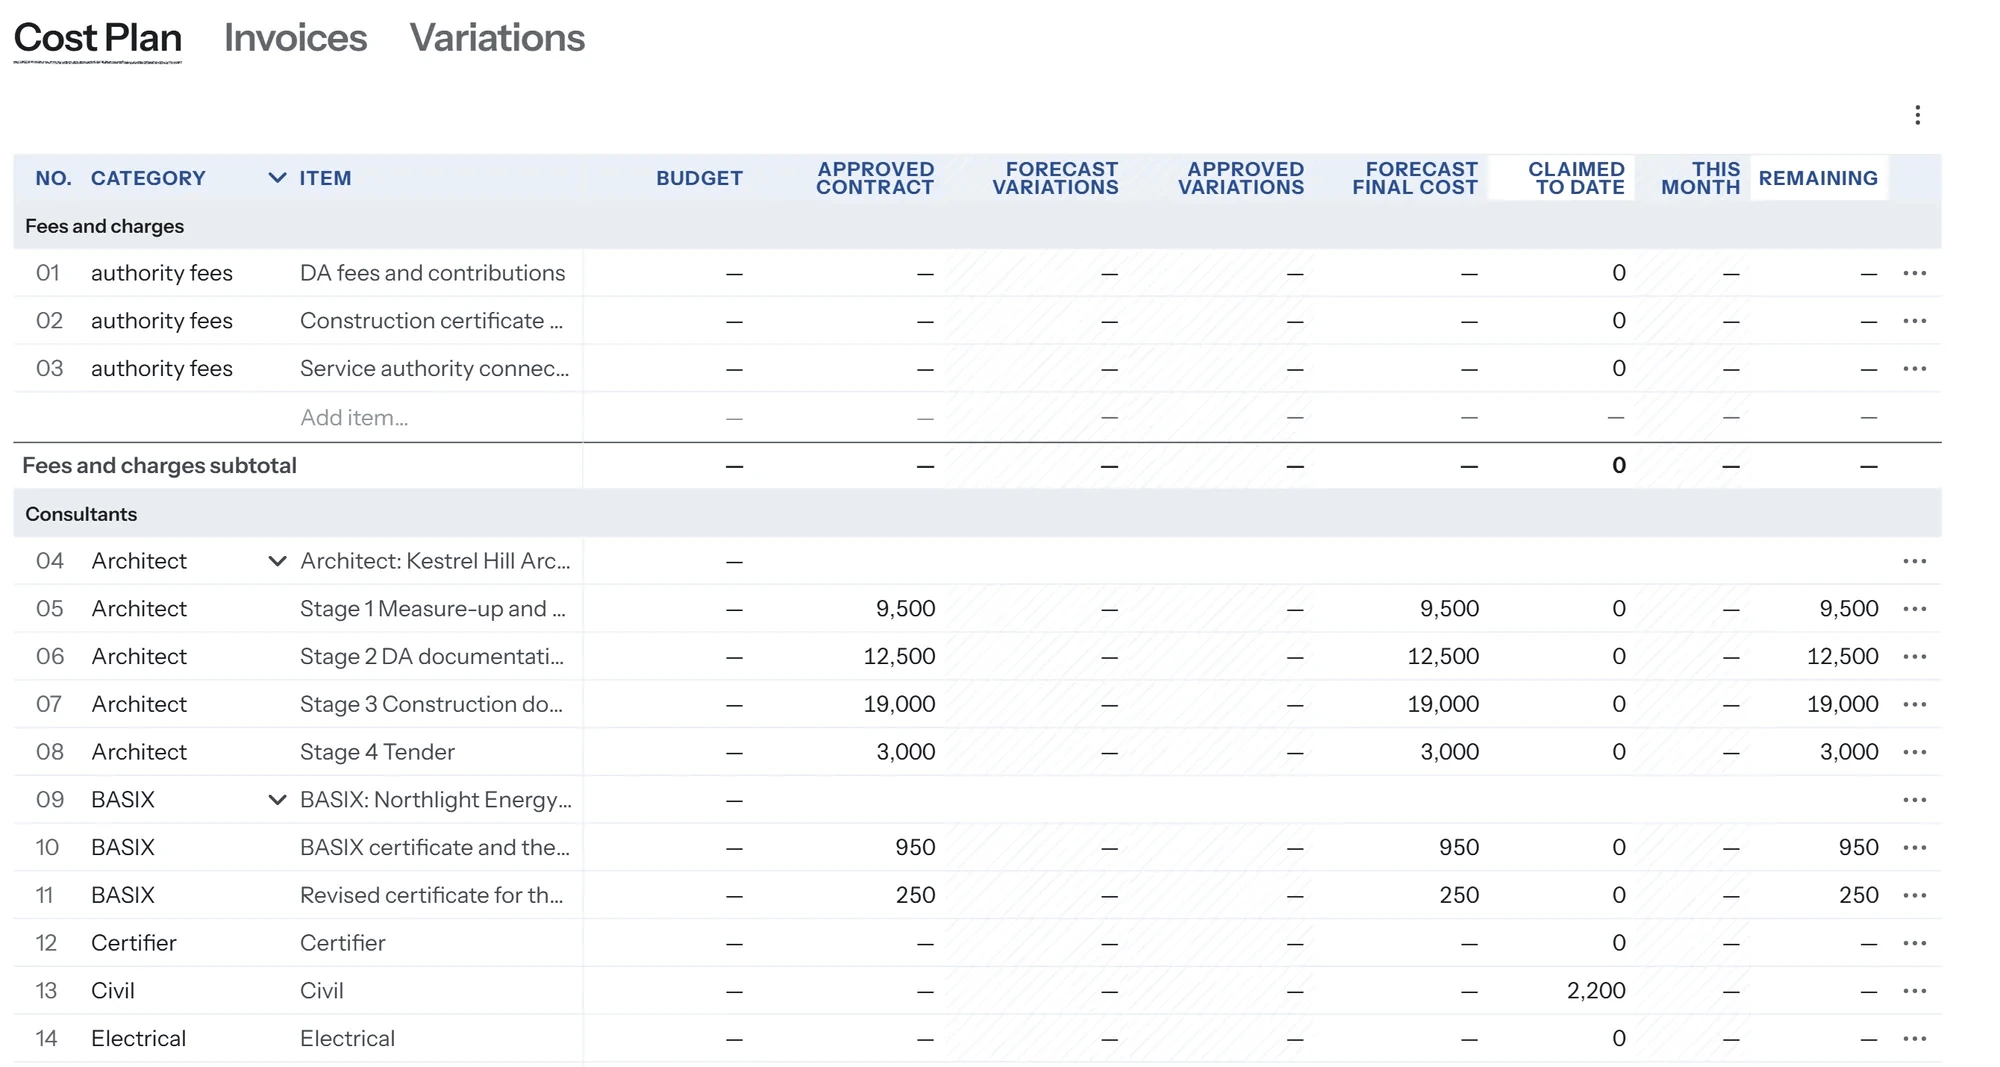 Cost Plan Invoices Variations
NO. CATEGORY ITEM BUDGET APPROVED CONTRACT FORECAST VARIATIONS APPROVED VARIATIONS FORECAST FINAL COST CLAIMED TO DATE THIS MONTH REMAINING
Fees and charges
01 authority fees DA fees and contributions — — — — — 0 — — ...
02 authority fees Construction certificate ... — — — — — 0 — — ...
03 authority fees Service authority connec... — — — — — 0 — — ...
Add item... — — — — — — — —
Fees and charges subtotal — — — — — 0 — —
Consultants
04 Architect Architect: Kestrel Hill Arc... — ...
05 Architect Stage 1 Measure-up and ... — 9,500 — — 9,500 0 — 9,500 ...
06 Architect Stage 2 DA documentati... — 12,500 — — 12,500 0 — 12,500 ...
07 Architect Stage 3 Construction do... — 19,000 — — 19,000 0 — 19,000 ...
08 Architect Stage 4 Tender — 3,000 — — 3,000 0 — 3,000 ...
09 BASIX BASIX: Northlight Energy... — ...
10 BASIX BASIX certificate and the... — 950 — — 950 0 — 950 ...
11 BASIX Revised certificate for th... — 250 — — 250 0 — 250 ...
12 Certifier Certifier — — — — — 0 — — ...
13 Civil Civil — — — — — 2,200 — — ...
14 Electrical Electrical — — — — — 0 — — ...